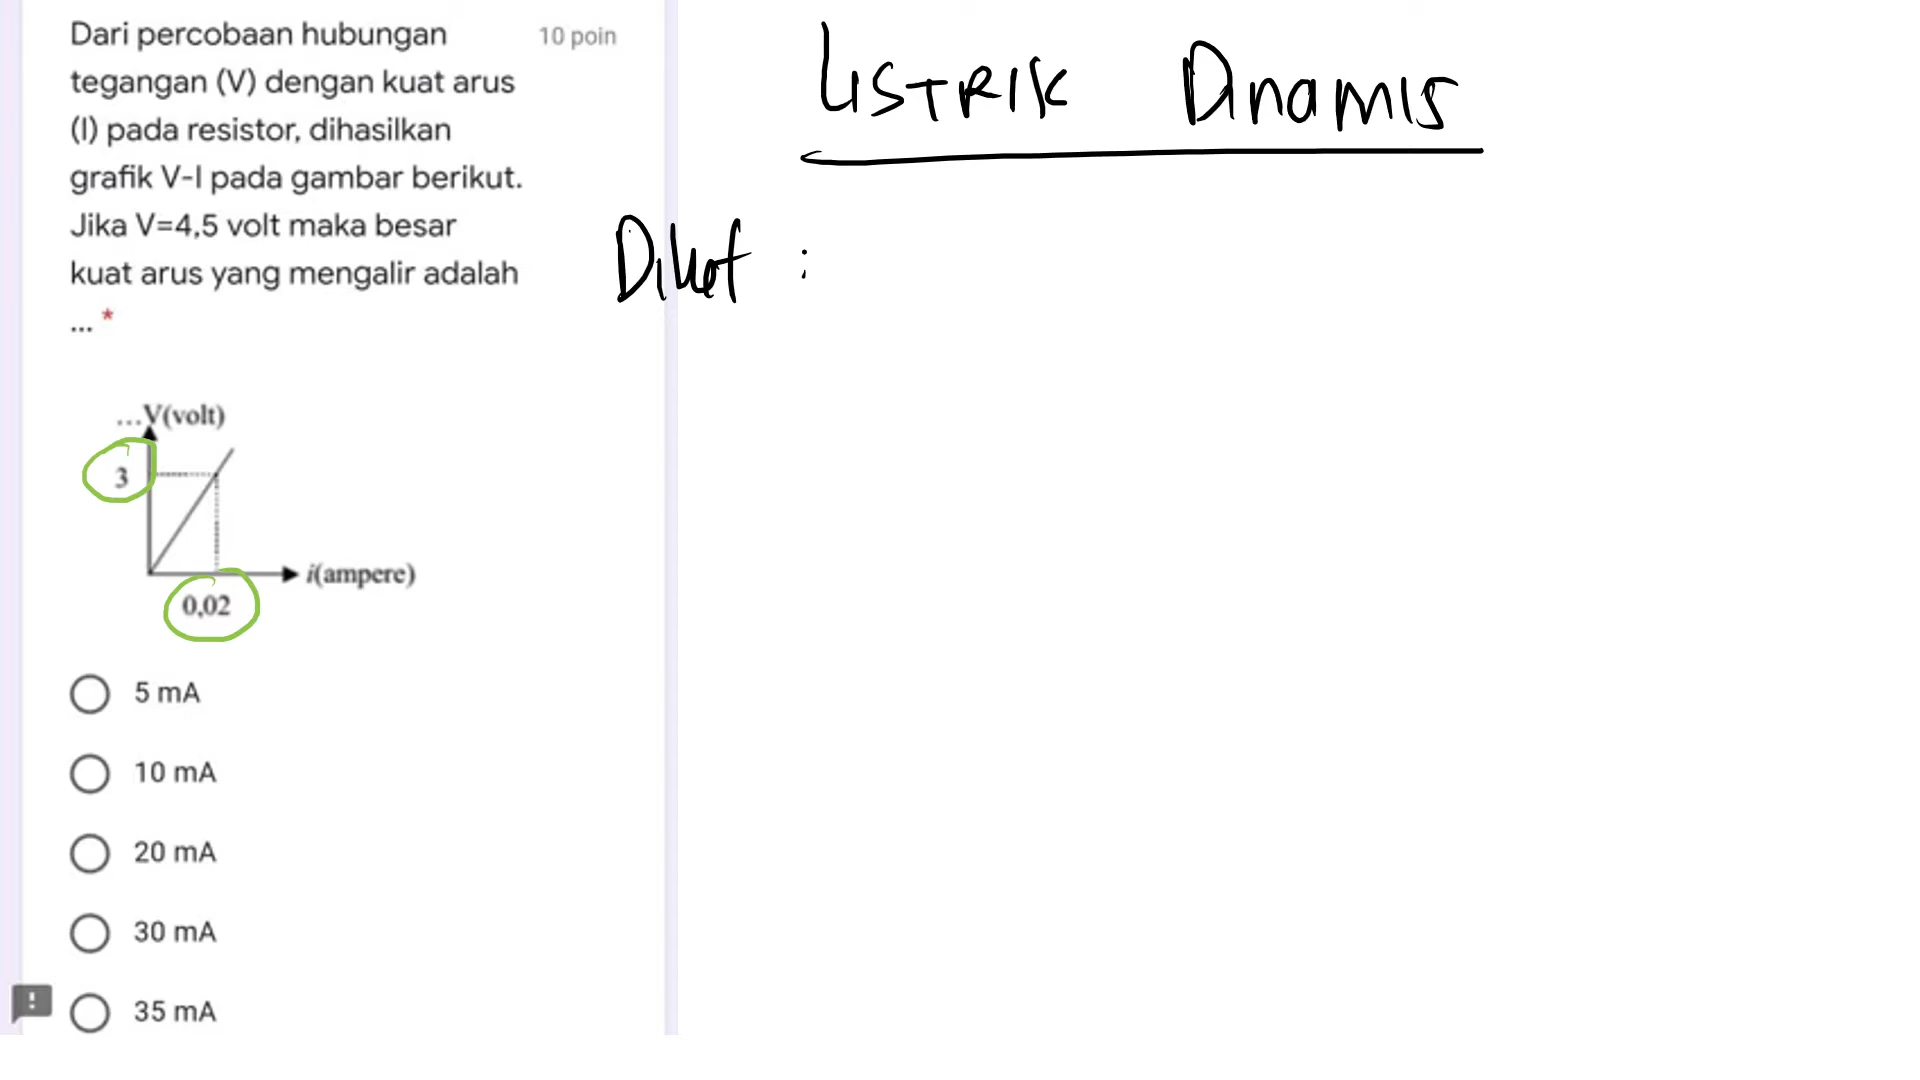 Dari percobaan hubungan
10 poin
tegangan (V) dengan kuat arus
(I) pada resistor, dihasilkan
grafik V-I pada gambar berikut.
Jika V=4,5 volt maka besar
kuat arus yang mengalir adalah
... *
...V(volt)
3
i(ampere)
0,02
5 mA
10 mA
20 mA
30 mA
35 mA
LISTRIK DINAMIS
Diket :